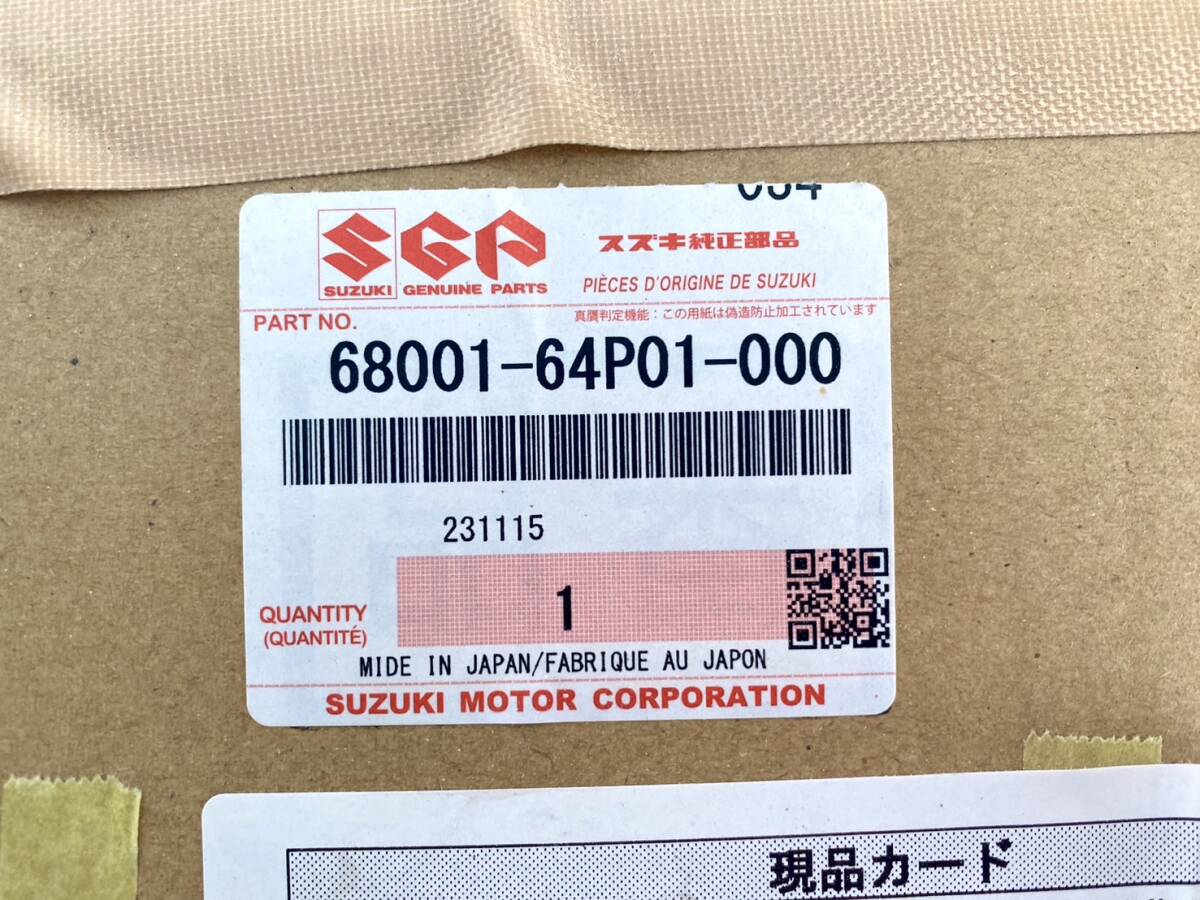 SGP
スズキ純正部品
SUZUKI GENUINE PARTS
PIÈCES D'ORIGINE DE SUZUKI
PART NO.
真贋判定機能：この用紙は偽造防止加工されています
68001-64P01-000
231115
QUANTITY
(QUANTITÉ)
1
MIDE IN JAPAN/FABRIQUE AU JAPON
SUZUKI MOTOR CORPORATION
現品カード